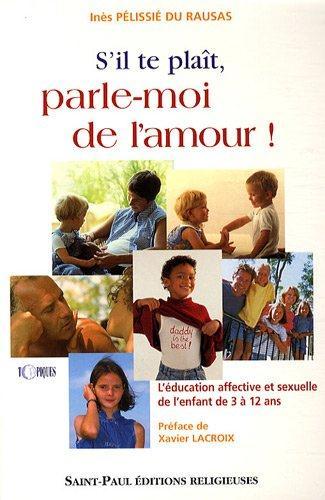 Inès PÉLISSIÉ DU RAUSAS
S'il te plaît,
parle-moi
de l'amour !
daddy
is the
best!
TOPIQUES
L'éducation affective et sexuelle
de l'enfant de 3 à 12 ans
Préface de
Xavier LACROIX
SAINT-PAUL ÉDITIONS RELIGIEUSES